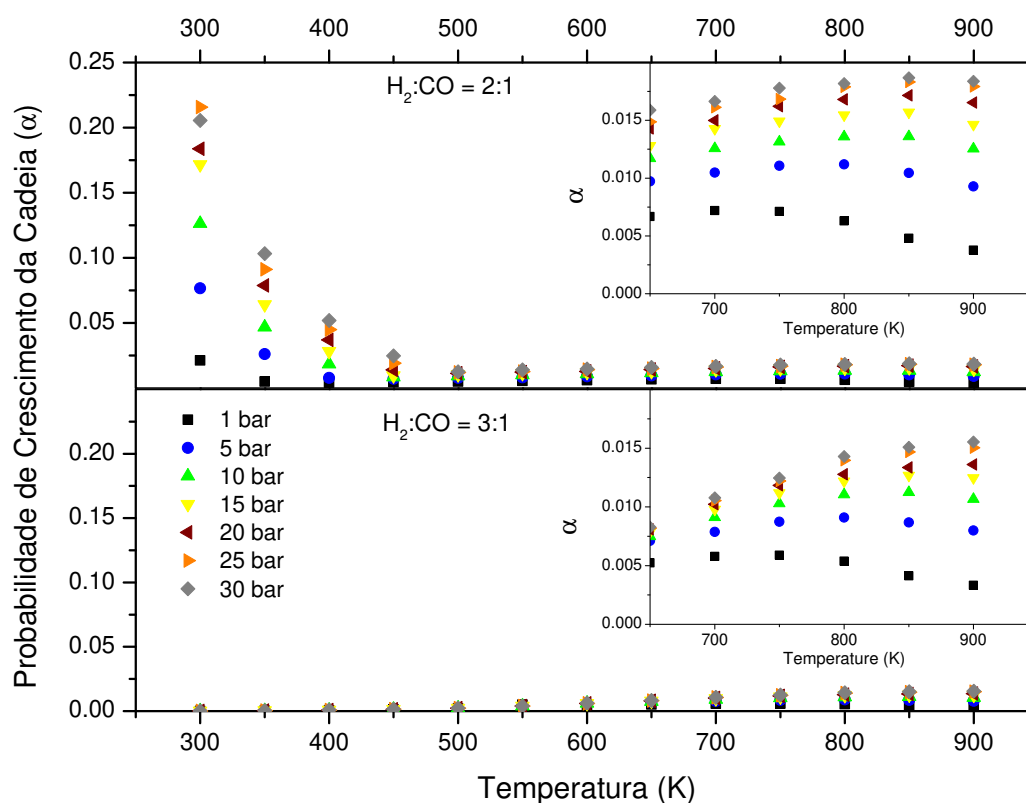 300 400 500 600 700 800 900
H₂:CO = 2:1
0.25
0.20
0.15
0.10
0.05
Probabilidade de Crescimento da Cadeia (α)
0.015
0.010
0.005
0.000
α
700 800 900
Temperature (K)
H₂:CO = 3:1
1 bar
5 bar
10 bar
15 bar
20 bar
25 bar
30 bar
0.20
0.15
0.10
0.05
0.00
0.015
0.010
0.005
0.000
α
700 800 900
Temperature (K)
300 400 500 600 700 800 900
Temperatura (K)